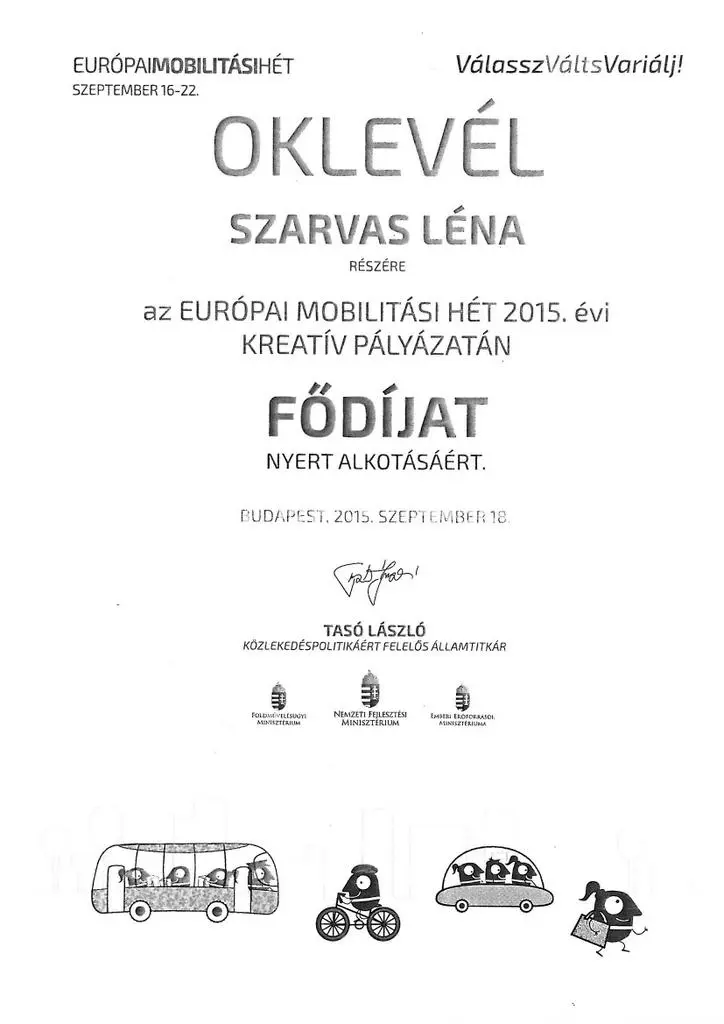 EURÓPAIMOBILITÁSIHÉT
SZEPTEMBER 16-22.
VálasszVáltsVariálj!
OKLEVÉL
SZARVAS LÉNA
RÉSZÉRE
az EURÓPAI MOBILITÁSI HÉT 2015. évi
KREATÍV PÁLYÁZATÁN
FŐDÍJAT
NYERT ALKOTÁSÁÉRT.
BUDAPEST, 2015. SZEPTEMBER 18.
TASÓ LÁSZLÓ
KÖZLEKEDÉSPOLITIKÁÉRT FELELŐS ÁLLAMTITKÁR
FÖLDMŰVELÉSÜGYI
MINISZTÉRIUM
NEMZETI FEJLESZTÉSI
MINISZTÉRIUM
EMBERI ERŐFORRÁSOK
MINISZTÉRIUMA